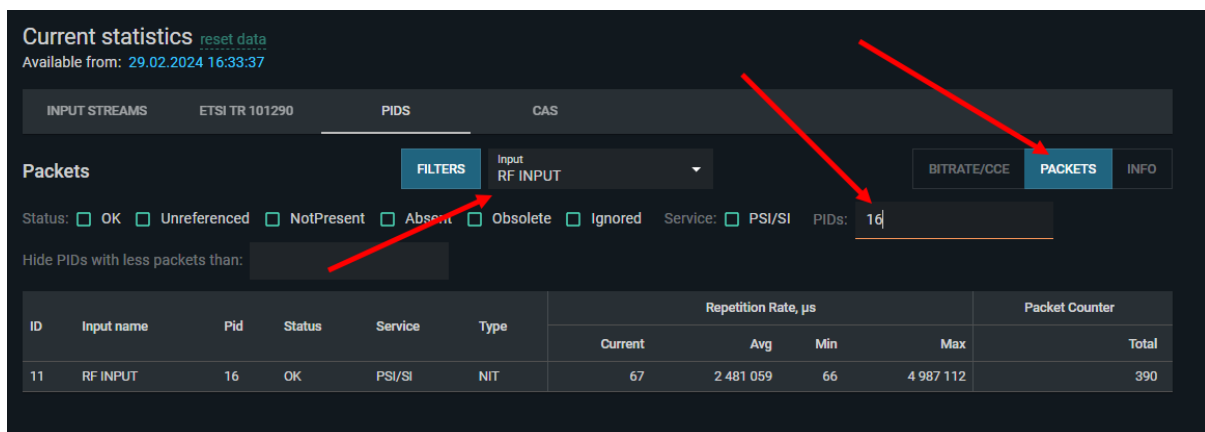 Current statistics reset data
Available from: 29.02.2024 16:33:37
INPUT STREAMS ETSI TR 101290 PIDS CAS
Packets FILTERS Input RF INPUT BITRATE/CCE PACKETS INFO
Status: OK Unreferenced NotPresent Absent Obsolete Ignored Service: PSI/SI PIDs: 16
Hide PIDs with less packets than:
ID Input name Pid Status Service Type Repetition Rate, µs Packet Counter
Current Avg Min Max Total
11 RF INPUT 16 OK PSI/SI NIT 67 2 481 059 66 4 987 112 390